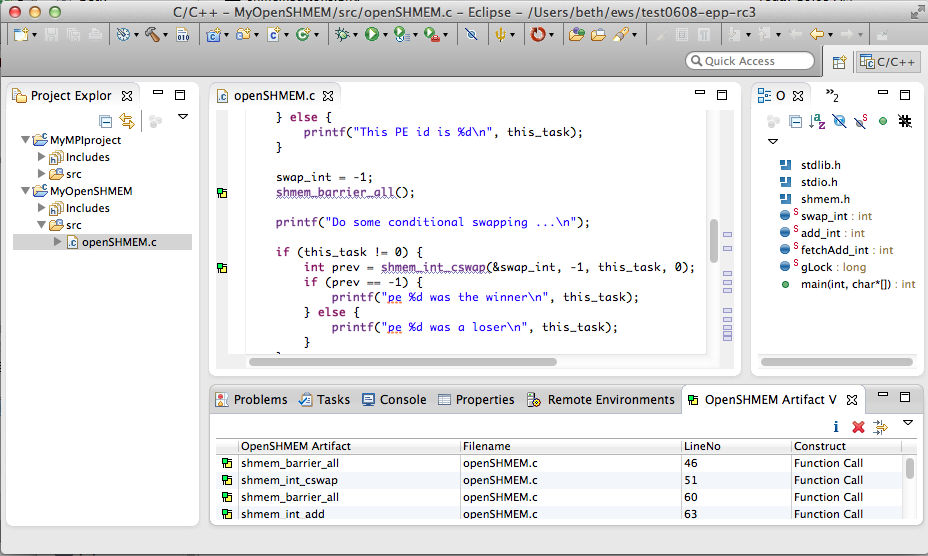 C/C++ - MyOpenSHMEM/src/openSHMEM.c - Eclipse - /Users/beth/ews/test0608-epp-rc3
010
Quick Access
C/C++
Project Explor
MyMPIproject
Includes
src
MyOpenSHMEM
Includes
src
openSHMEM.c
openSHMEM.c
} else {
printf("This PE id is %d\n", this_task);
}
swap_int = -1;
shmem_barrier_all();
printf("Do some conditional swapping ...\n");
if (this_task != 0) {
int prev = shmem_int_cswap(&swap_int, -1, this_task, 0);
if (prev == -1) {
printf("pe %d was the winner\n", this_task);
} else {
printf("pe %d was a loser\n", this_task);
}
O
»2
stdlib.h
stdio.h
shmem.h
swap_int : int
add_int : int
fetchAdd_int : int
gLock : long
main(int, char*[]) : int
Problems Tasks Console Properties Remote Environments OpenSHMEM Artifact V
OpenSHMEM Artifact Filename LineNo Construct
shmem_barrier_all openSHMEM.c 46 Function Call
shmem_int_cswap openSHMEM.c 51 Function Call
shmem_barrier_all openSHMEM.c 60 Function Call
shmem_int_add openSHMEM.c 63 Function Call